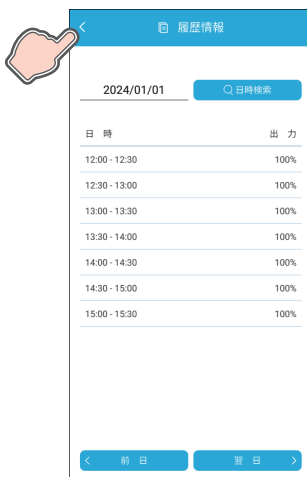 履歴情報
2024/01/01 日時検索
日 時 出 力
12:00 - 12:30 100%
12:30 - 13:00 100%
13:00 - 13:30 100%
13:30 - 14:00 100%
14:00 - 14:30 100%
14:30 - 15:00 100%
15:00 - 15:30 100%
前 日 翌 日